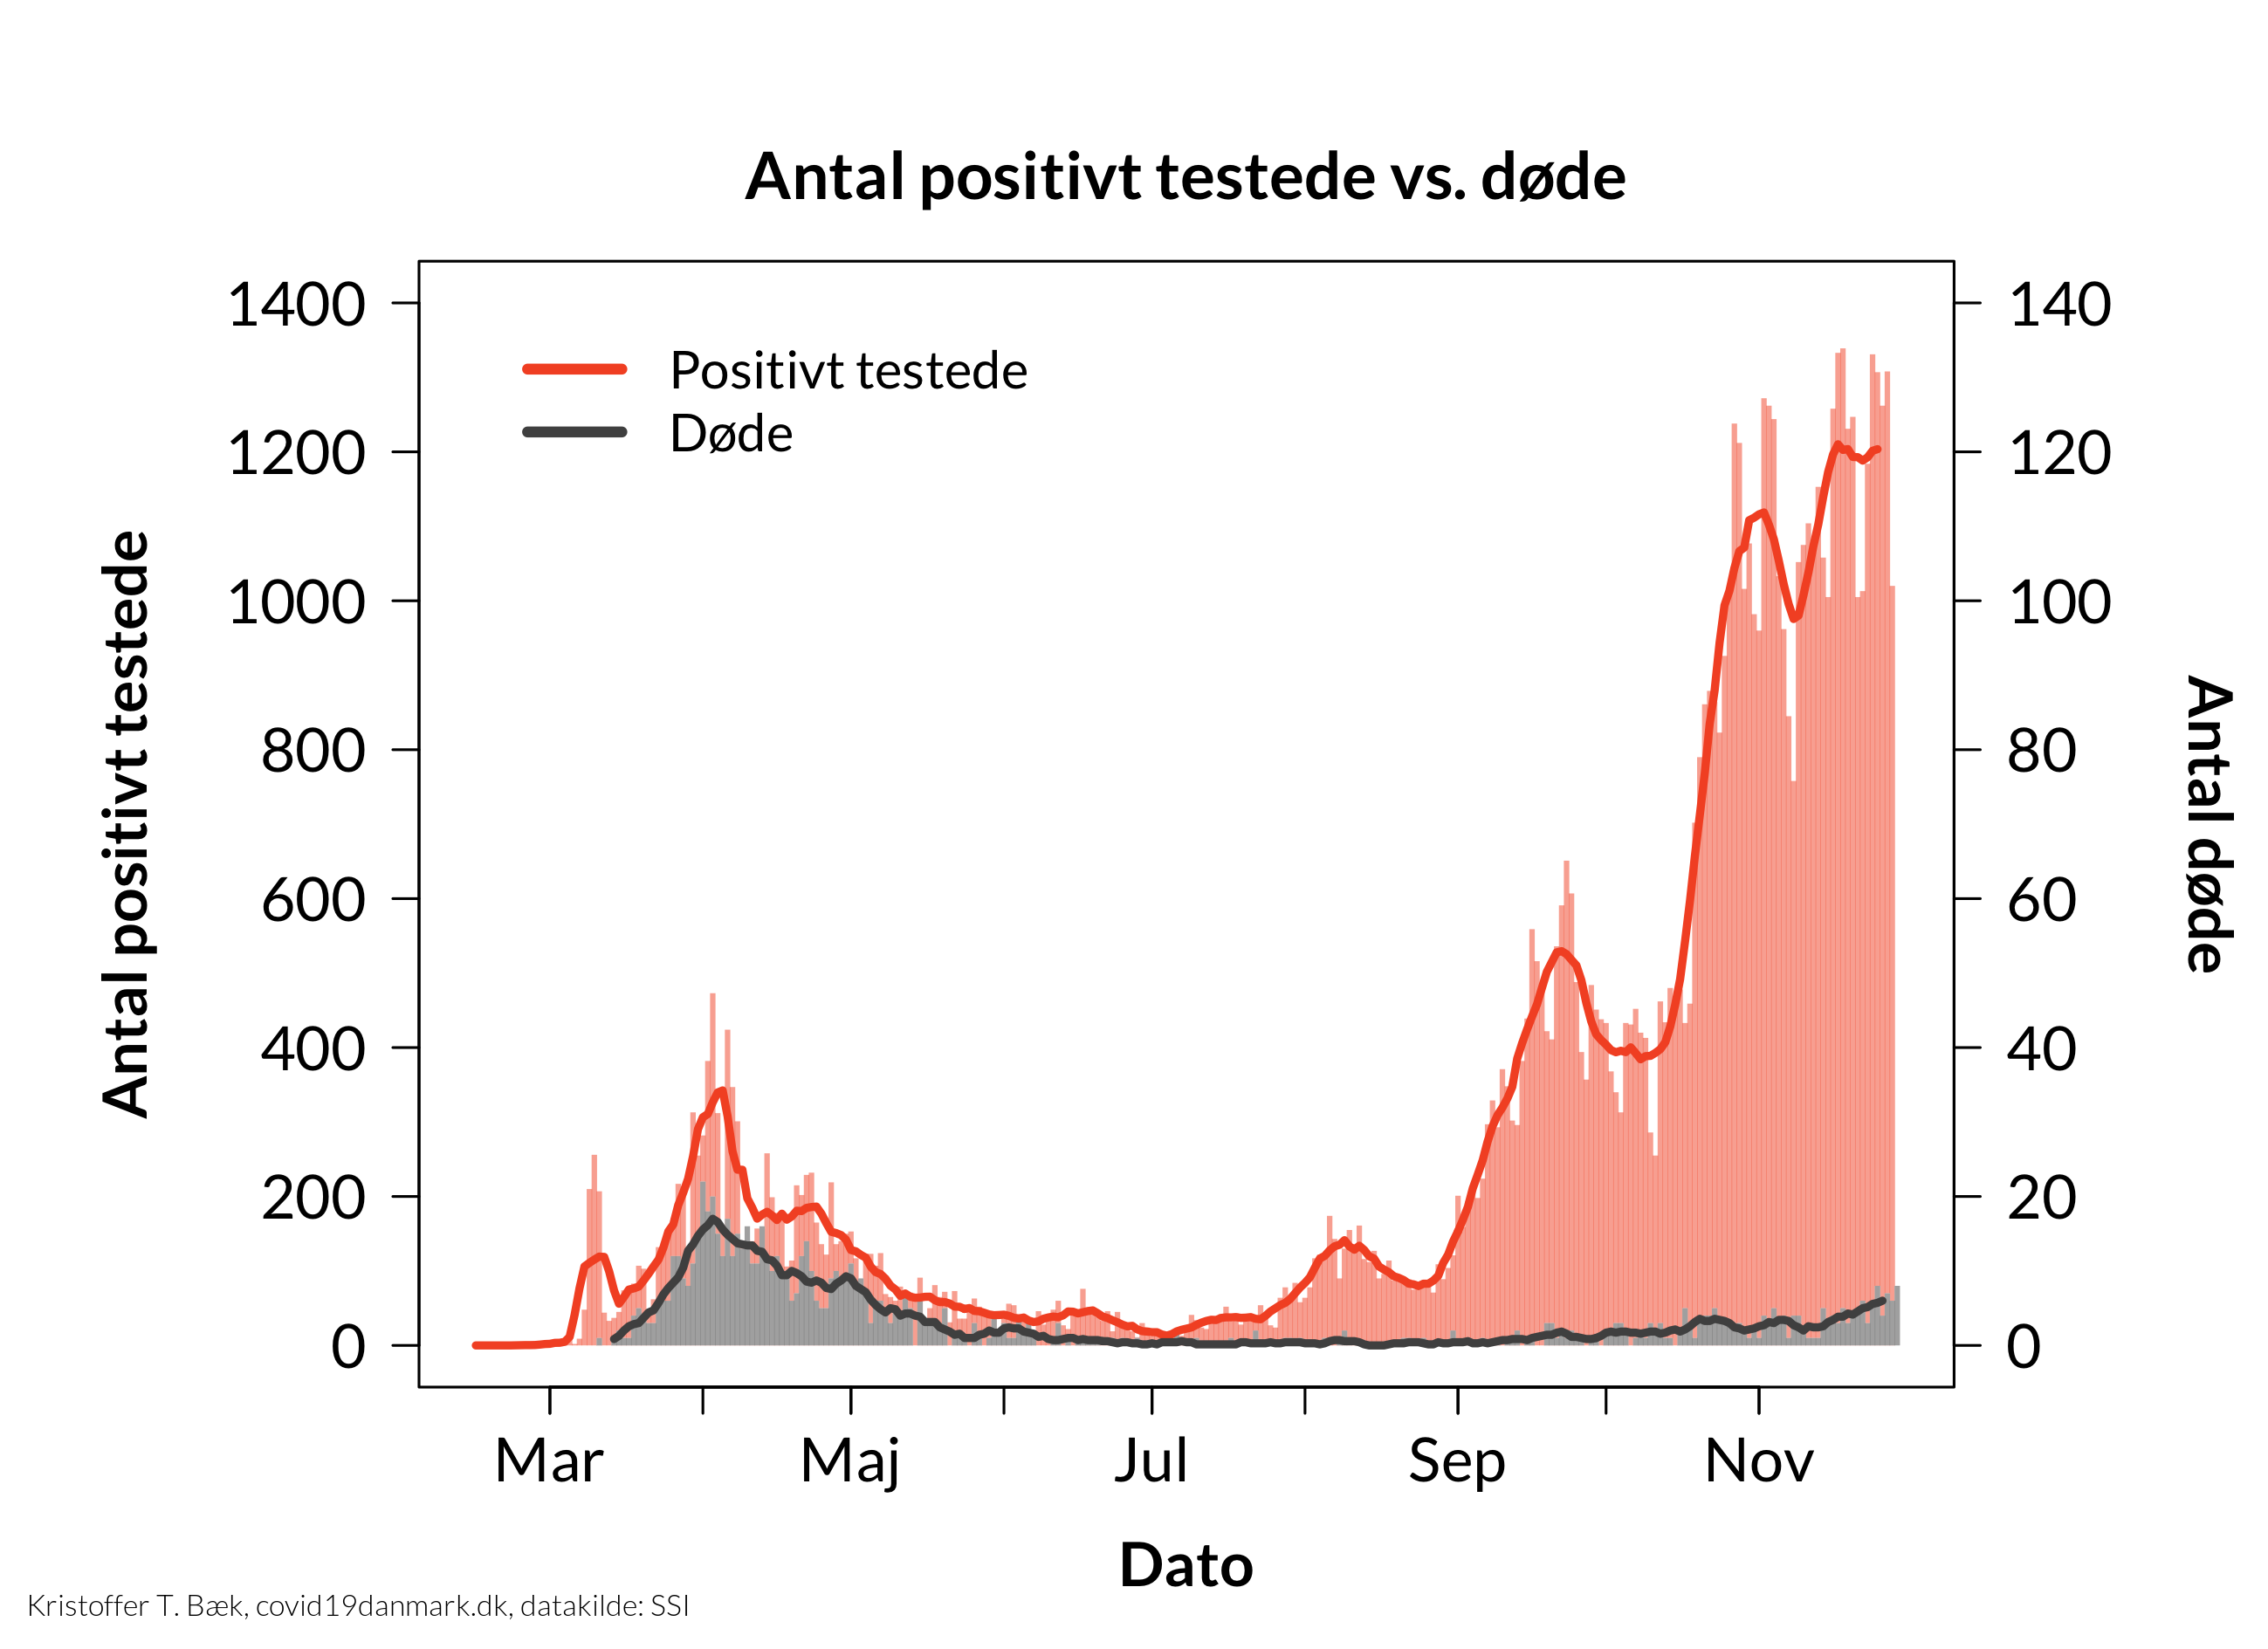 Antal positivt testede vs. døde
Positivt testede
Døde
1400
1200
1000
800
600
400
200
0
140
120
100
80
60
40
20
0
Antal positivt testede
Antal døde
Mar
Maj
Jul
Sep
Nov
Dato
Kristoffer T. Bæk, covid19danmark.dk, datakilde: SSI